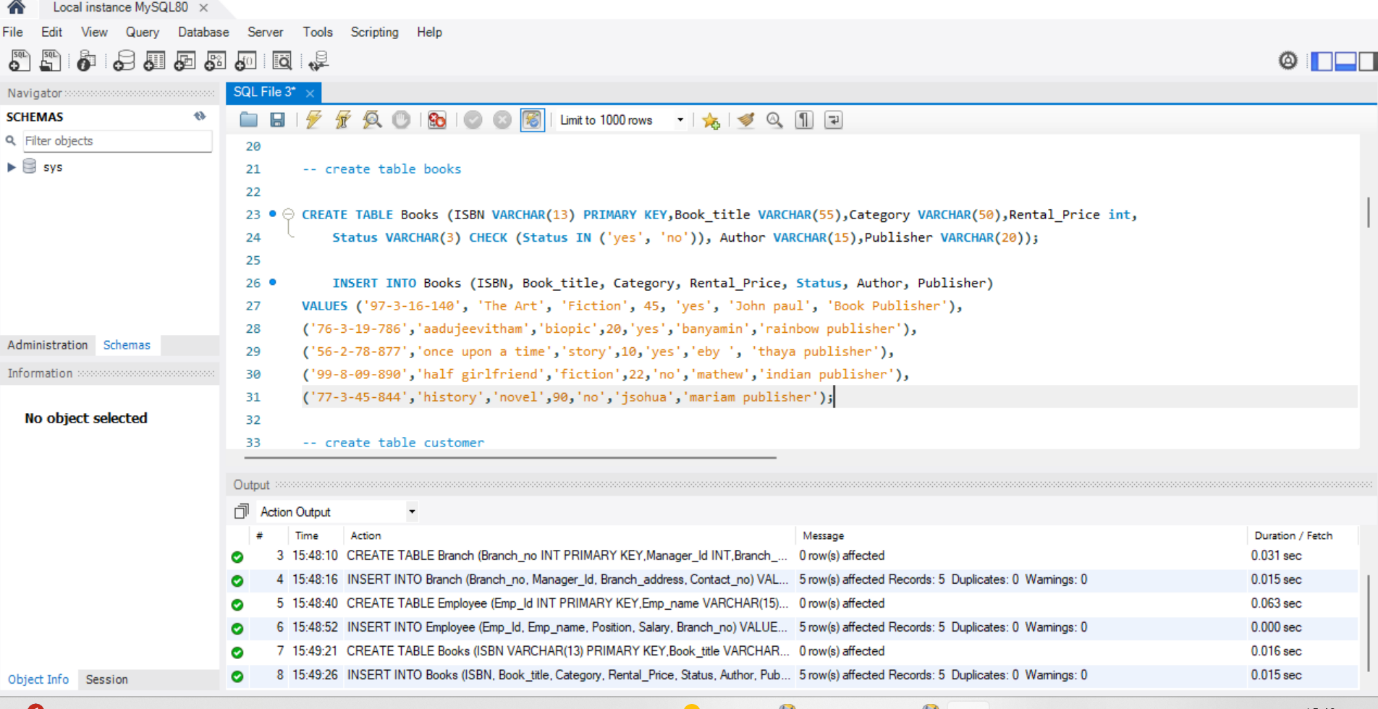 Local instance MySQL80 ×
File Edit View Query Database Server Tools Scripting Help
Navigator
SCHEMAS
Filter objects
sys
Administration Schemas
Information
No object selected
Object Info Session
SQL File 3* ×
Limit to 1000 rows
20
21 -- create table books
22
23 CREATE TABLE Books (ISBN VARCHAR(13) PRIMARY KEY,Book_title VARCHAR(55),Category VARCHAR(50),Rental_Price int,
24 Status VARCHAR(3) CHECK (Status IN ('yes', 'no')), Author VARCHAR(15),Publisher VARCHAR(20));
25
26 INSERT INTO Books (ISBN, Book_title, Category, Rental_Price, Status, Author, Publisher)
27 VALUES ('97-3-16-140', 'The Art', 'Fiction', 45, 'yes', 'John paul', 'Book Publisher'),
28 ('76-3-19-786','aadujeevitham','biopic',20,'yes','banyamin','rainbow publisher'),
29 ('56-2-78-877','once upon a time','story',10,'yes','eby ', 'thaya publisher'),
30 ('99-8-09-890','half girlfriend','fiction',22,'no','mathew','indian publisher'),
31 ('77-3-45-844','history','novel',90,'no','jsohua','mariam publisher');
32
33 -- create table customer
Output
Action Output
# Time Action Message Duration / Fetch
3 15:48:10 CREATE TABLE Branch (Branch_no INT PRIMARY KEY,Manager_Id INT,Branch_... 0 row(s) affected 0.031 sec
4 15:48:16 INSERT INTO Branch (Branch_no, Manager_Id, Branch_address, Contact_no) VAL... 5 row(s) affected Records: 5 Duplicates: 0 Warnings: 0 0.015 sec
5 15:48:40 CREATE TABLE Employee (Emp_Id INT PRIMARY KEY,Emp_name VARCHAR(15)... 0 row(s) affected 0.063 sec
6 15:48:52 INSERT INTO Employee (Emp_Id, Emp_name, Position, Salary, Branch_no) VALUE... 5 row(s) affected Records: 5 Duplicates: 0 Warnings: 0 0.000 sec
7 15:49:21 CREATE TABLE Books (ISBN VARCHAR(13) PRIMARY KEY,Book_title VARCHAR... 0 row(s) affected 0.016 sec
8 15:49:26 INSERT INTO Books (ISBN, Book_title, Category, Rental_Price, Status, Author, Pub... 5 row(s) affected Records: 5 Duplicates: 0 Warnings: 0 0.015 sec